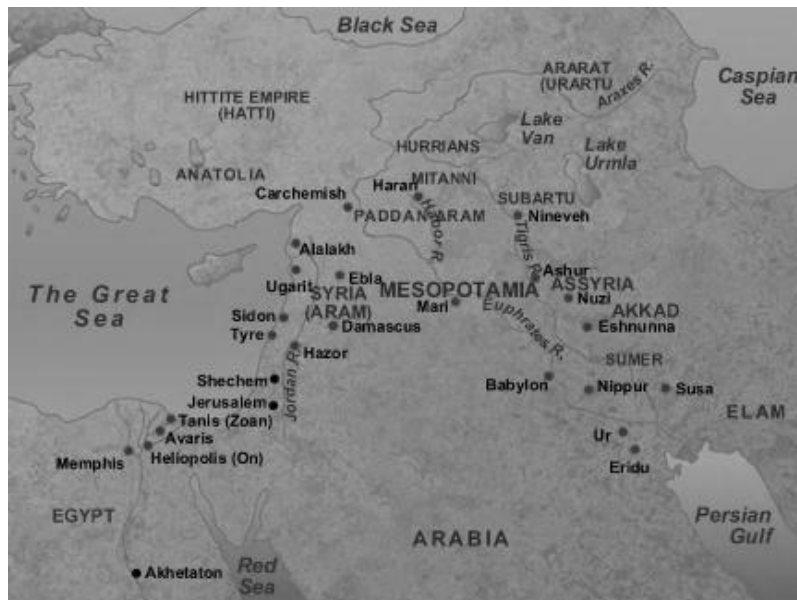 Black Sea
Caspian
Sea
ARARAT
(URARTU
Araxes R.
HITTITE EMPIRE
(HATTI)
Lake
Van
Lake
Urmla
HURRIANS
ANATOLIA
MITANNI
Haran
Carchemish
PADDAN ARAM
Habor R
SUBARTU
Nineveh
Tigris R.
Alalakh
Ugarit
Ebla
SYRIA
(ARAM)
MESOPOTAMIA
Mari
Ashur
ASSYRIA
Nuzi
AKKAD
Eshnunna
Euphrates R.
The Great
Sea
Sidon
Tyre
Damascus
Hazor
Jordan R.
SUMER
Shechem
Jerusalem
Babylon
Nippur
Susa
ELAM
Tanis (Zoan)
Avaris
Heliopolis (On)
Memphis
Ur
Eridu
EGYPT
ARABIA
Persian
Gulf
Red
Sea
Akhetaton